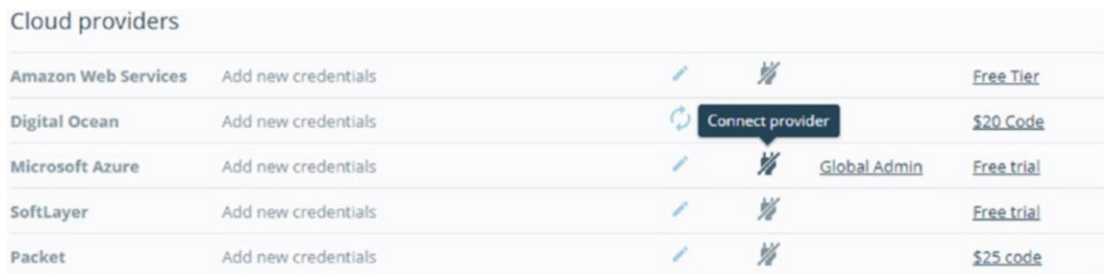 Cloud providers
Amazon Web Services Add new credentials Free Tier
Digital Ocean Add new credentials Connect provider $20 Code
Microsoft Azure Add new credentials Global Admin Free trial
SoftLayer Add new credentials Free trial
Packet Add new credentials $25 code